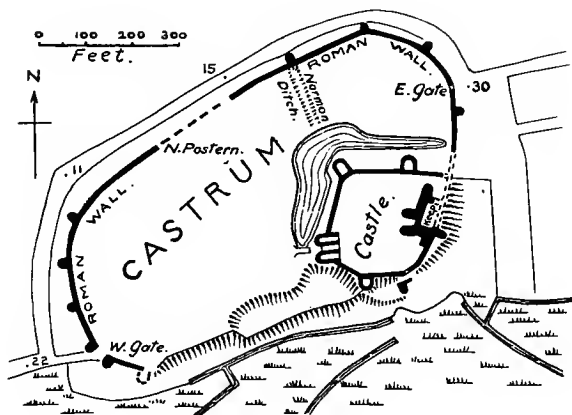 0 100 200 300
Feet.
N
15
ROMAN WALL.
Norman
Ditch.
E. Gate
.30
N. Postern.
.11
ROMAN WALL
CASTRUM
Castle.
Keep
W. Gate.
.22